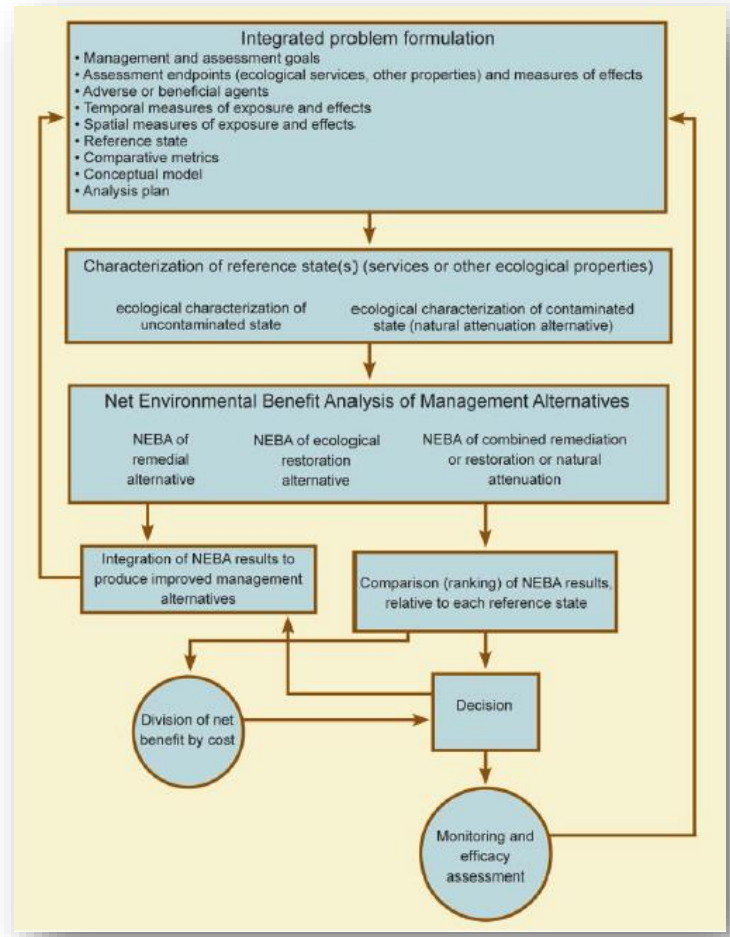 Integrated problem formulation
• Management and assessment goals
• Assessment endpoints (ecological services, other properties) and measures of effects
• Adverse or beneficial agents
• Temporal measures of exposure and effects
• Spatial measures of exposure and effects
• Reference state
• Comparative metrics
• Conceptual model
• Analysis plan
Characterization of reference state(s) (services or other ecological properties)
ecological characterization of
uncontaminated state
ecological characterization of contaminated
state (natural attenuation alternative)
Net Environmental Benefit Analysis of Management Alternatives
NEBA of
remedial
alternative
NEBA of ecological
restoration
alternative
NEBA of combined remediation
or restoration or natural
attenuation
Integration of NEBA results to
produce improved management
alternatives
Comparison (ranking) of NEBA results,
relative to each reference state
Division of net
benefit by cost
Decision
Monitoring and
efficacy
assessment